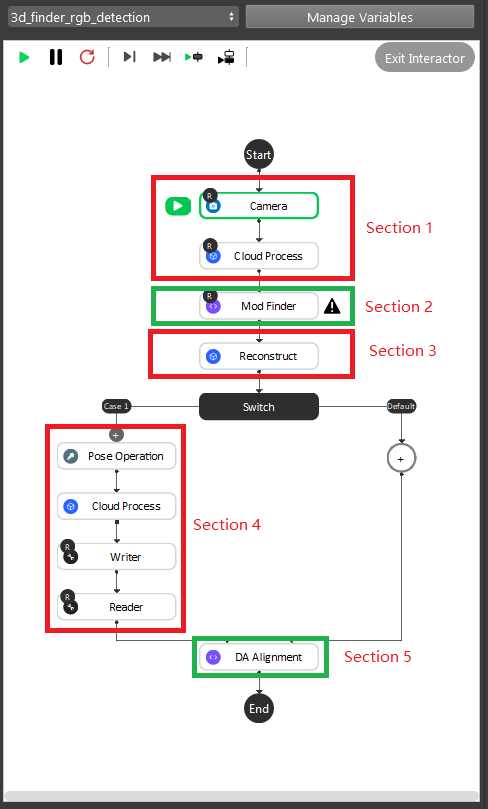 3d_finder_rgb_detection
Manage Variables
Exit Interactor
Start
R
Camera
Section 1
R
Cloud Process
R
Mod Finder
Section 2
Reconstruct
Section 3
Case 1
Switch
Default
+
+
Pose Operation
Cloud Process
Section 4
R
Writer
R
Reader
DA Alignment
Section 5
End